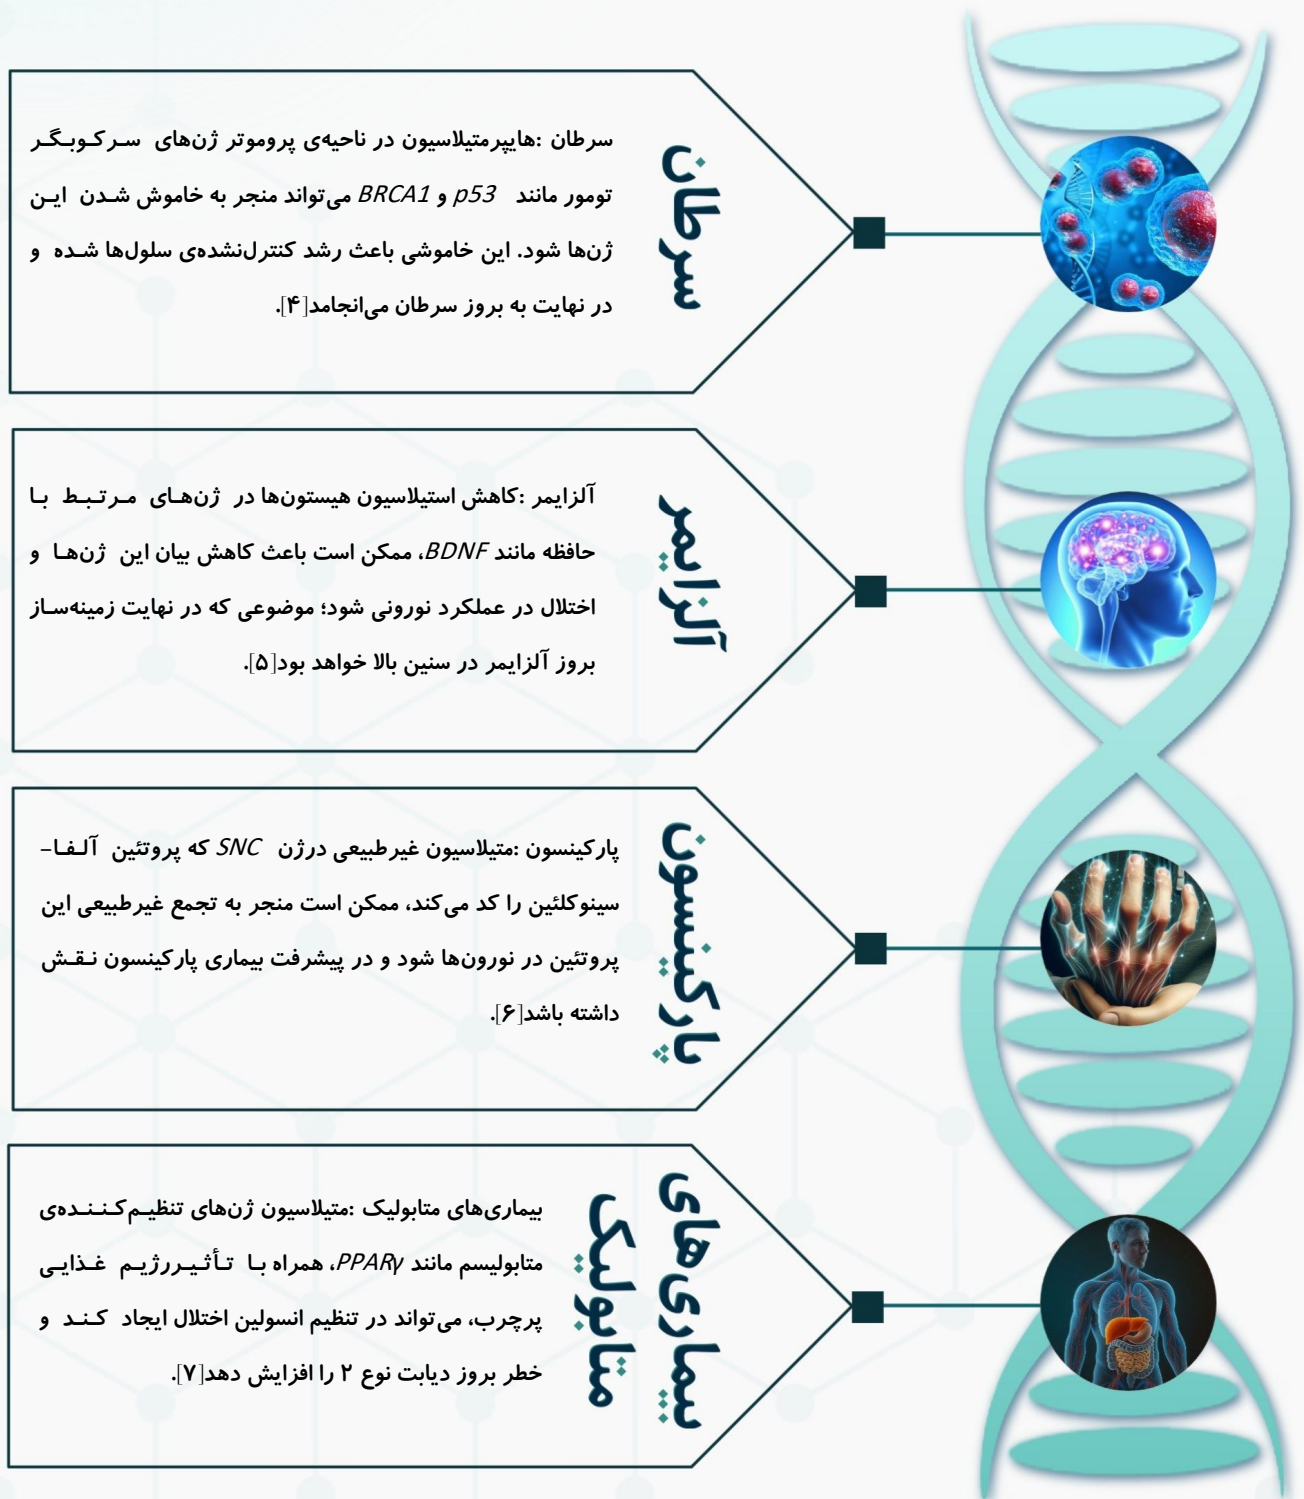 سرطان
سرطان :هایپرمتیلاسیون در ناحیه‌ی پروموتر ژن‌های سرکوبگر
تومور مانند p53 و BRCA1 می‌تواند منجر به خاموش شدن این
ژن‌ها شود. این خاموشی باعث رشد کنترل‌نشده‌ی سلول‌ها شده و
در نهایت به بروز سرطان می‌انجامد[۴].
آلزایمر
آلزایمر :کاهش استیلاسیون هیستون‌ها در ژن‌های مرتبط با
حافظه مانند BDNF، ممکن است باعث کاهش بیان این ژن‌ها و
اختلال در عملکرد نورونی شود؛ موضوعی که در نهایت زمینه‌ساز
بروز آلزایمر در سنین بالا خواهد بود[۵].
پارکینسون
پارکینسون :متیلاسیون غیرطبیعی درژن SNC که پروتئین آلفا-
سینوکلئین را کد می‌کند، ممکن است منجر به تجمع غیرطبیعی این
پروتئین در نورون‌ها شود و در پیشرفت بیماری پارکینسون نقش
داشته باشد[۶].
بیماری‌های
متابولیک
بیماری‌های متابولیک :متیلاسیون ژن‌های تنظیم‌کننده‌ی
متابولیسم مانند PPARγ، همراه با تأثیررژیم غذایی
پرچرب، می‌تواند در تنظیم انسولین اختلال ایجاد کند و
خطر بروز دیابت نوع ۲ را افزایش دهد[۷].